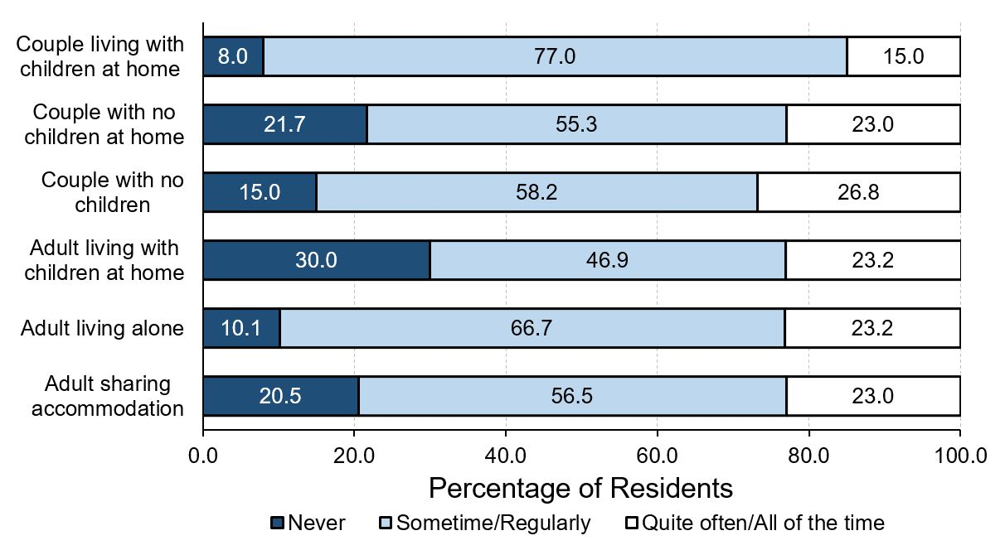 Couple living with
children at home
8.0
77.0
15.0
Couple with no
children at home
21.7
55.3
23.0
Couple with no
children
15.0
58.2
26.8
Adult living with
children at home
30.0
46.9
23.2
Adult living alone
10.1
66.7
23.2
Adult sharing
accommodation
20.5
56.5
23.0
0.0 20.0 40.0 60.0 80.0 100.0
Percentage of Residents
Never Sometime/Regularly Quite often/All of the time